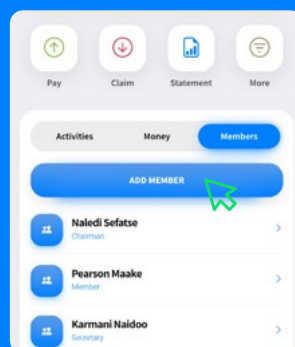 Pay Claim Statement More
Activities Money Members
ADD MEMBER
Naledi Sefatse
Chairman
Pearson Maake
Member
Karmani Naidoo
Secretary